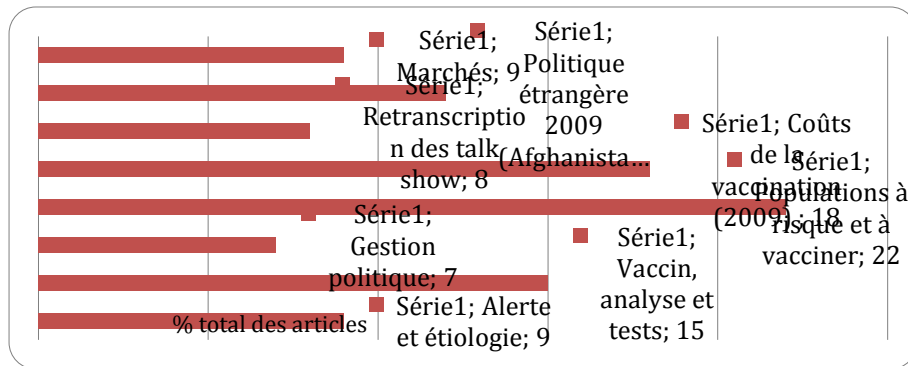 Série1;
Marchés; 9
Série1;
Politique
étrangère
2009
(Afghanista…
Série1;
Retranscriptio
n des talk
show; 8
Série1; Coûts
de la
vaccination
(2009) ; 18
Série1;
Populations à
risque et à
vacciner; 22
Série1;
Gestion
politique; 7
Série1;
Vaccin,
analyse et
tests; 15
Série1; Alerte
et étiologie; 9
% total des articles